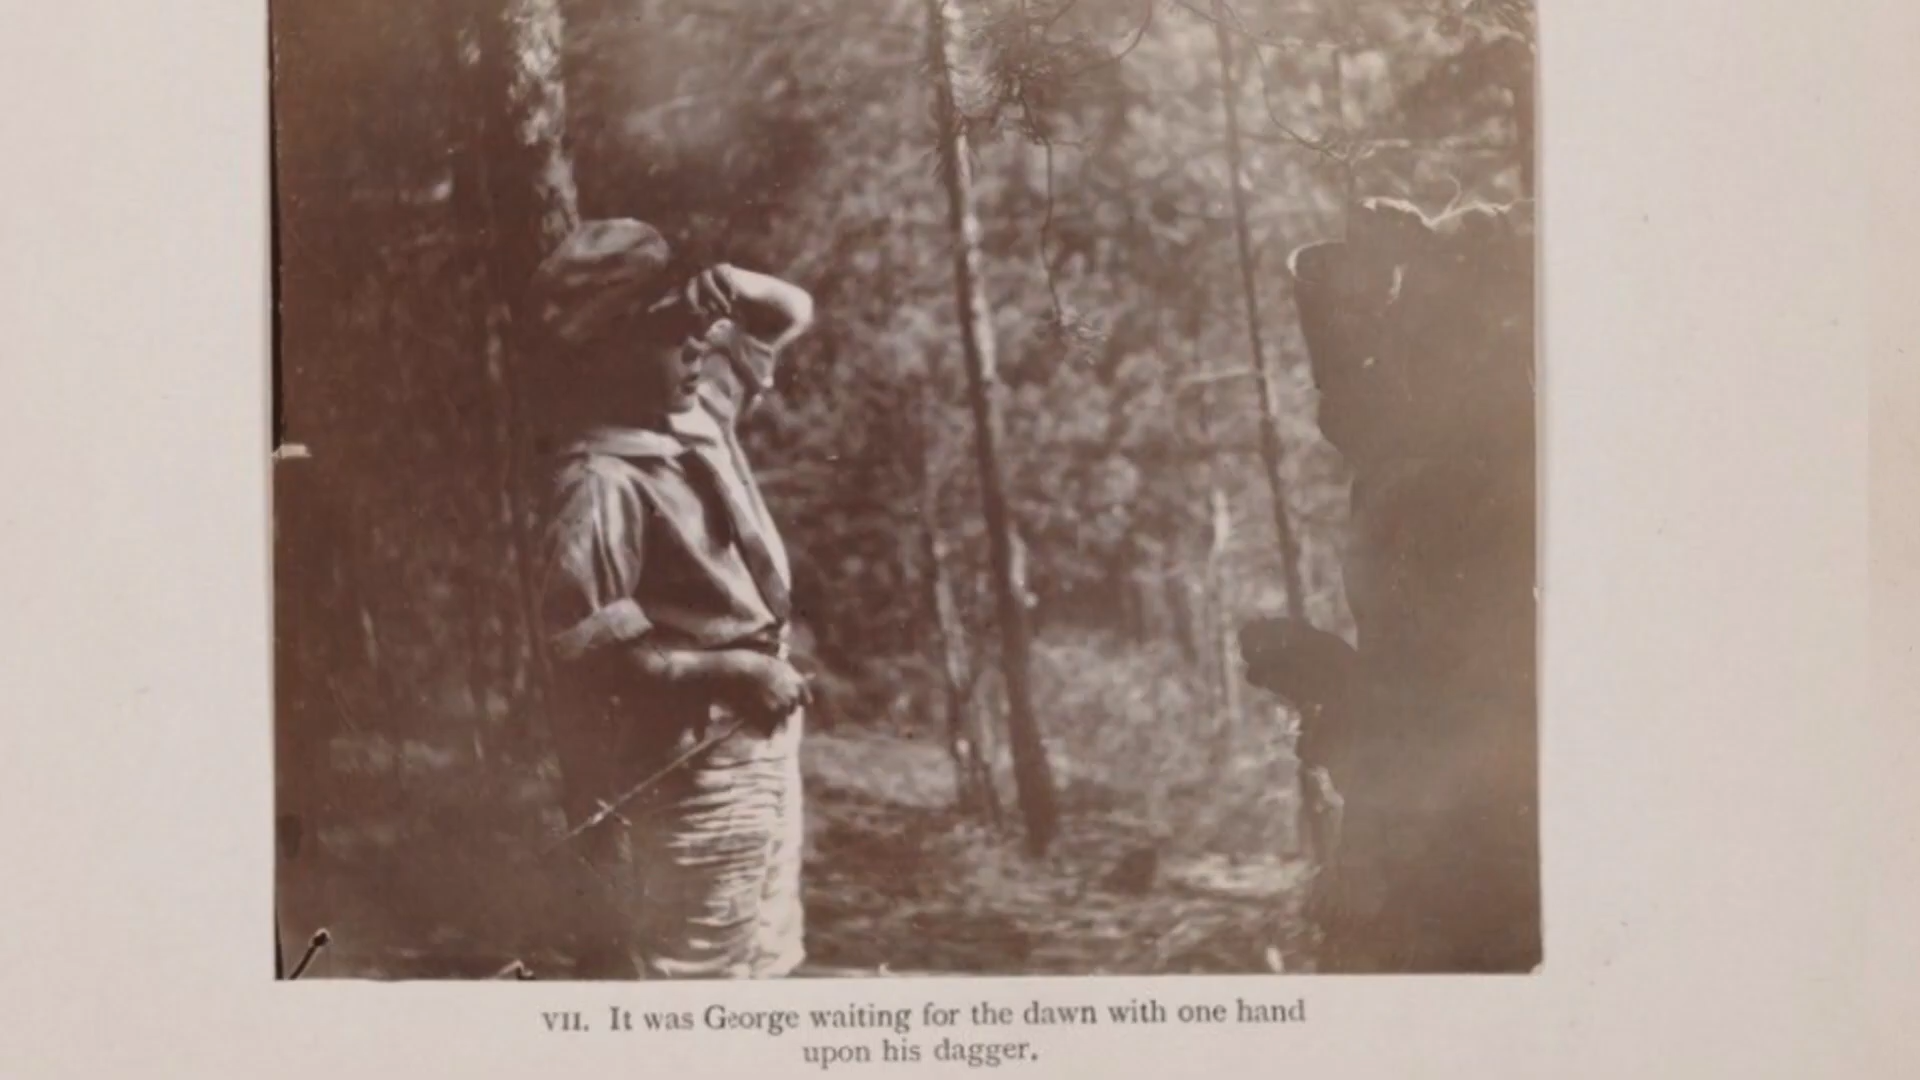 VII. It was George waiting for the dawn with one hand
upon his dagger.